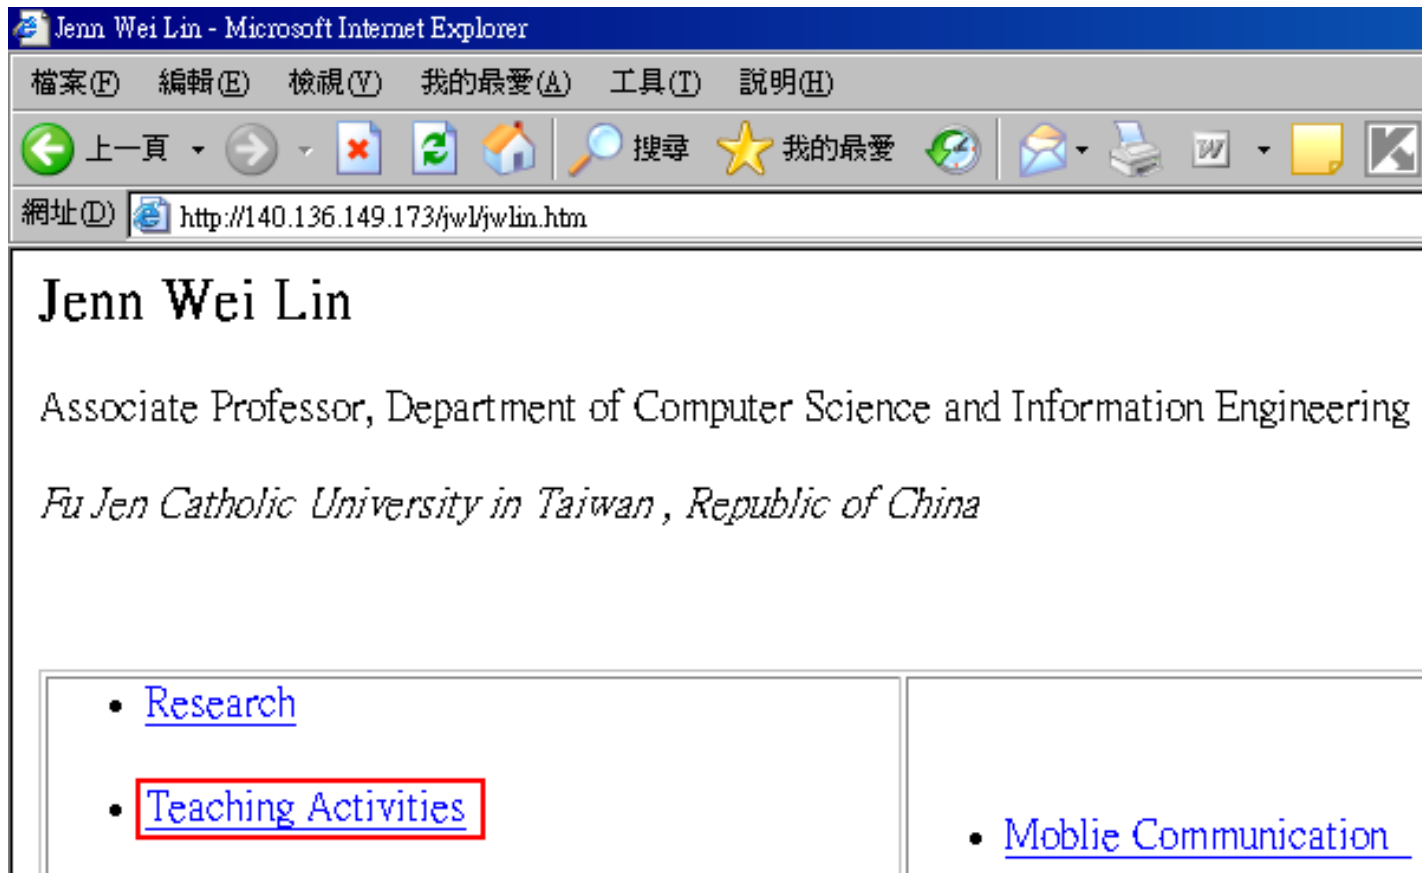 Jenn Wei Lin - Microsoft Internet Explorer
檔案(F) 編輯(E) 檢視(V) 我的最愛(A) 工具(T) 說明(H)
上一頁 搜尋 我的最愛 W K
網址(D) http://140.136.149.173/jwl/jwlin.htm
Jenn Wei Lin
Associate Professor, Department of Computer Science and Information Engineering
Fu Jen Catholic University in Taiwan , Republic of China
Research
Teaching Activities
Moblie Communication